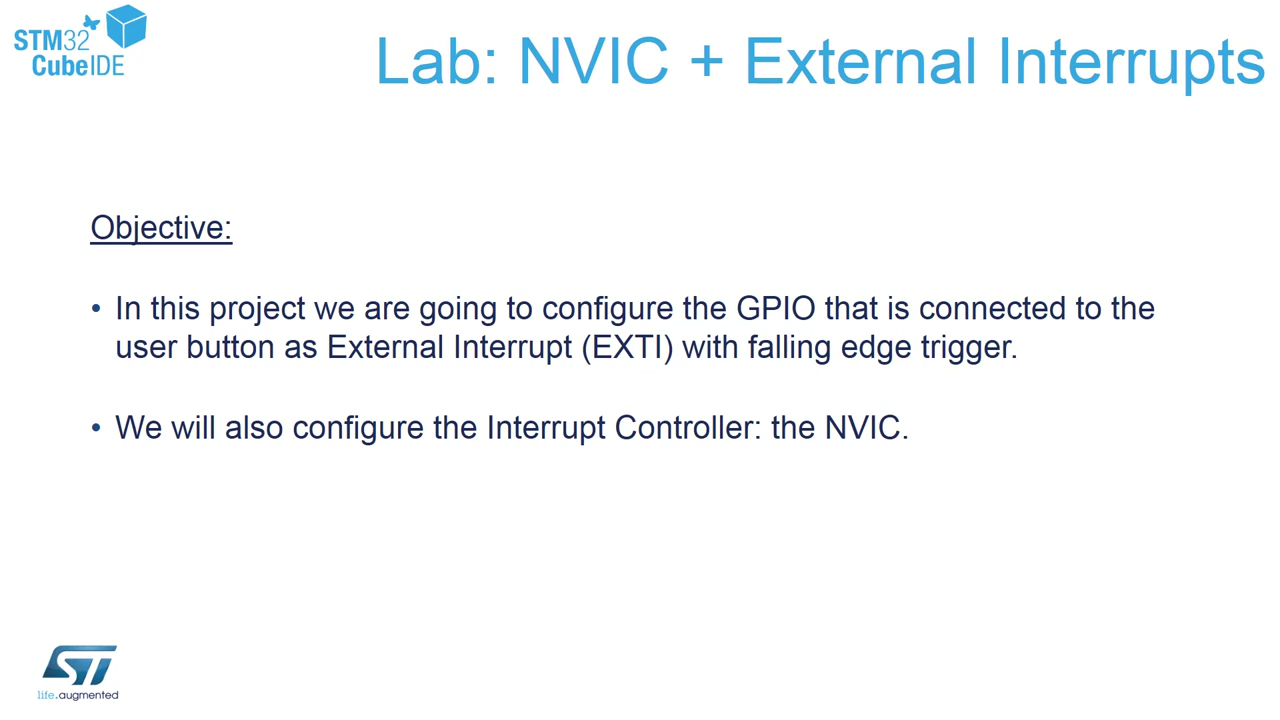 STM32
CubeIDE
Lab: NVIC + External Interrupts
Objective:
• In this project we are going to configure the GPIO that is connected to the
user button as External Interrupt (EXTI) with falling edge trigger.
• We will also configure the Interrupt Controller: the NVIC.
ST
life.augmented